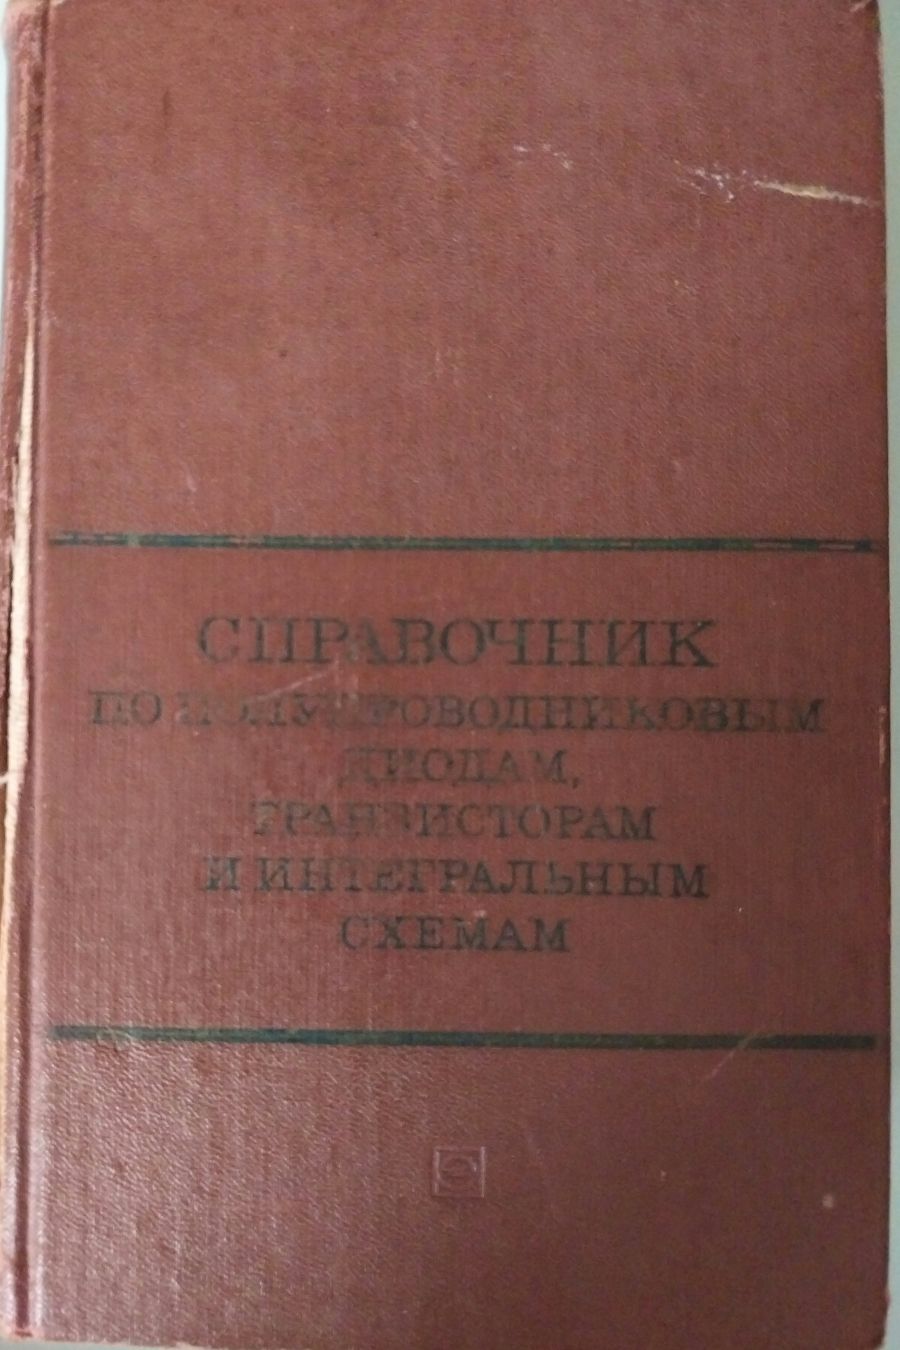 СПРАВОЧНИК
ПО ПОЛУПРОВОДНИКОВЫМ
ДИОДАМ,
ТРАНЗИСТОРАМ
И ИНТЕГРАЛЬНЫМ
СХЕМАМ
Э